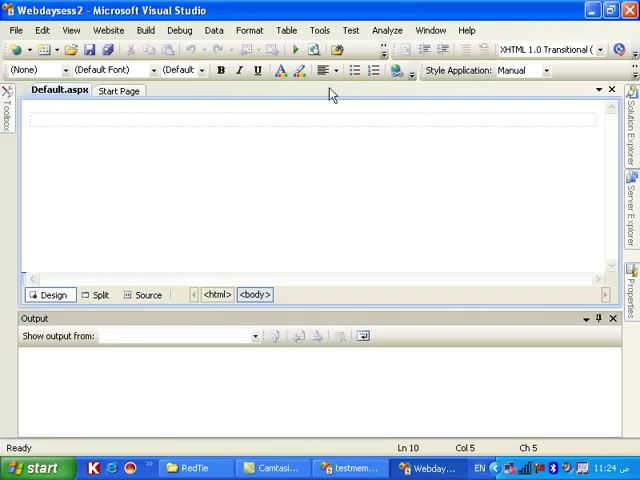 Webdaysess2 - Microsoft Visual Studio
File Edit View Website Build Debug Data Format Table Tools Test Analyze Window Help
XHTML 1.0 Transitional (
(None) (Default Font) (Default B I U A Style Application: Manual
Default.aspx Start Page
Toolbox
Solution Explorer
Server Explorer
Properties
Design Split Source <html> <body>
Output
Show output from:
Ready Ln 10 Col 5 Ch 5
start K RedTie Camtasi... testmem... Webday... EN 11:24 ص